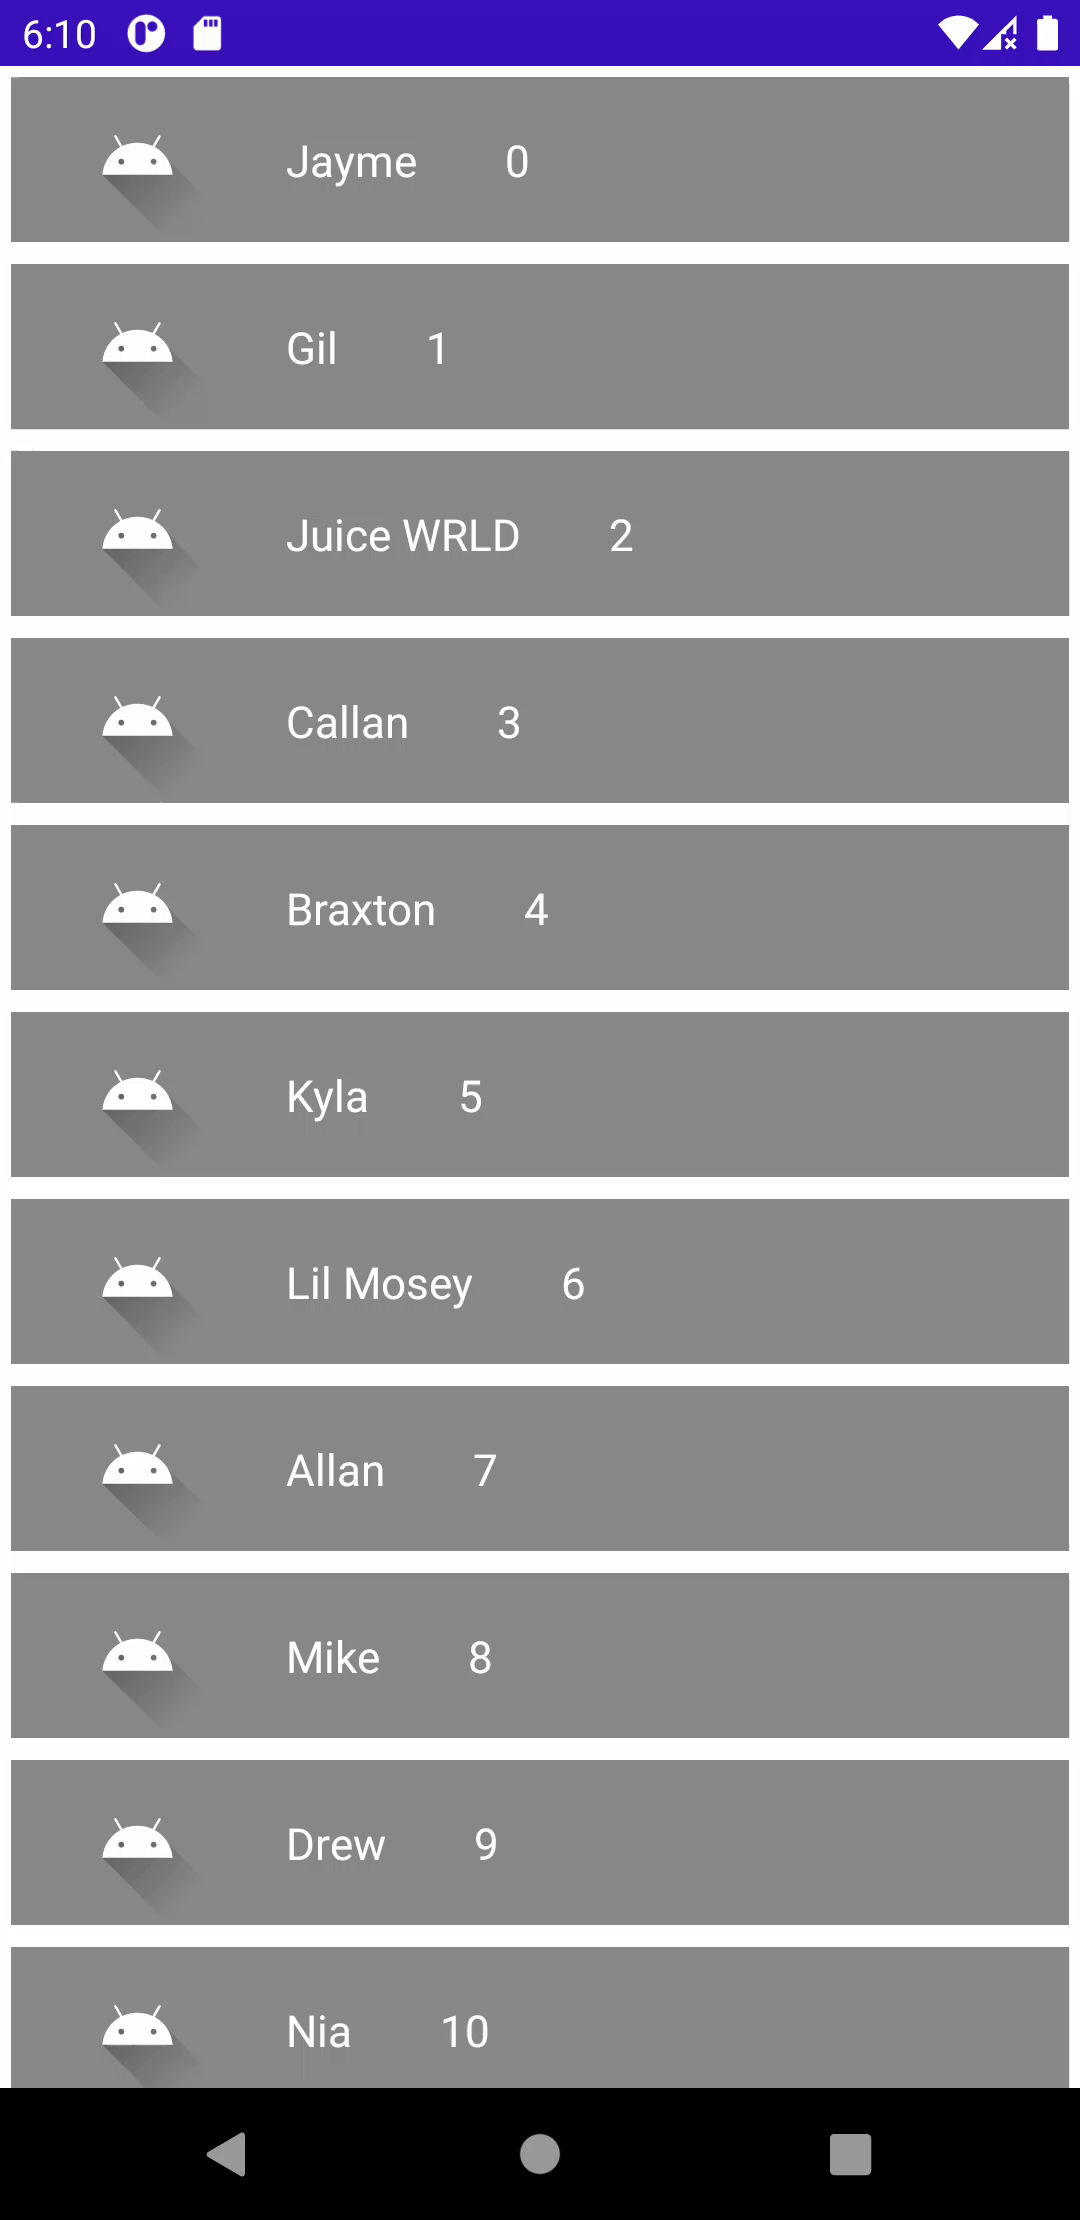 6:10
Jayme 0
Gil 1
Juice WRLD 2
Callan 3
Braxton 4
Kyla 5
Lil Mosey 6
Allan 7
Mike 8
Drew 9
Nia 10